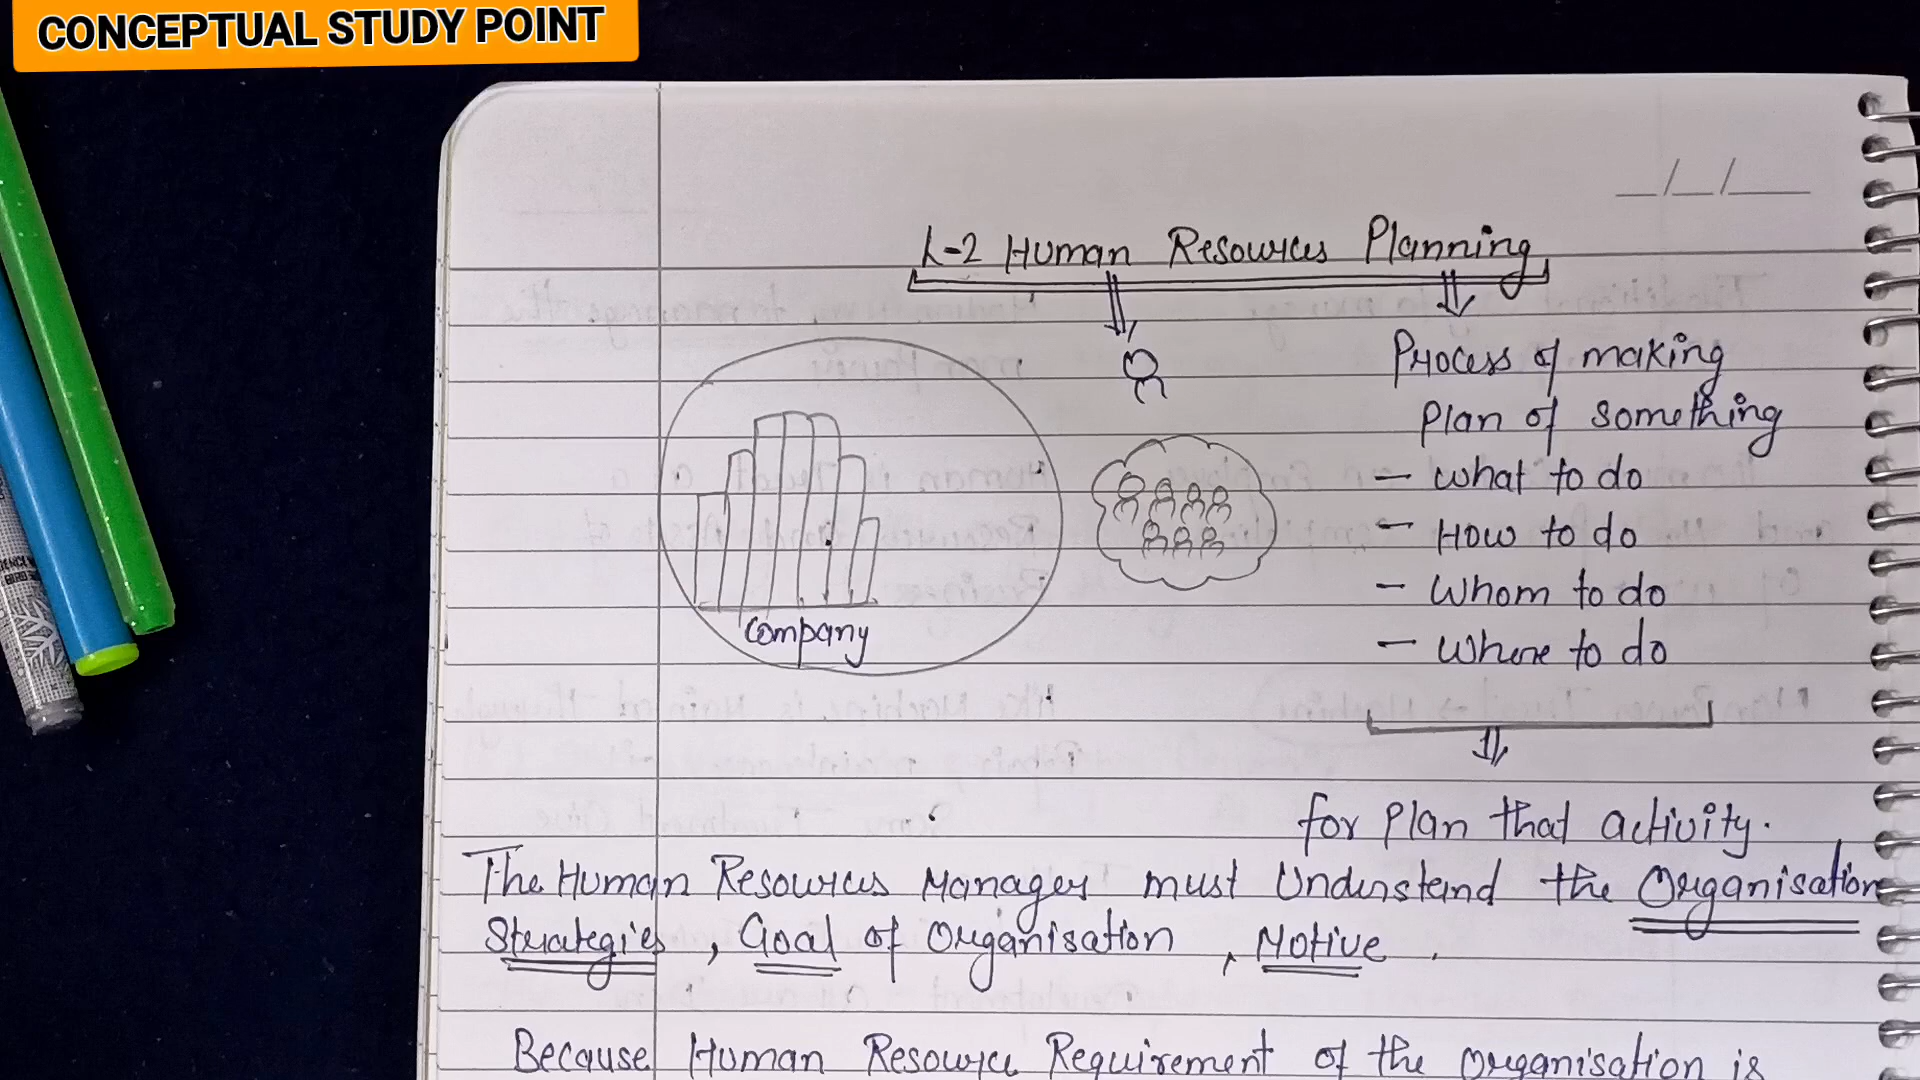 CONCEPTUAL STUDY POINT
L-2 Human Resources Planning
Process of making
Plan of something
- What to do
- How to do
- Whom to do
- Where to do
Company
for Plan that activity.
The Human Resources Manager must Understand the Organisation
Strategies, Goal of Organisation, Motive.
Because Human Resource Requirement of the organisation is